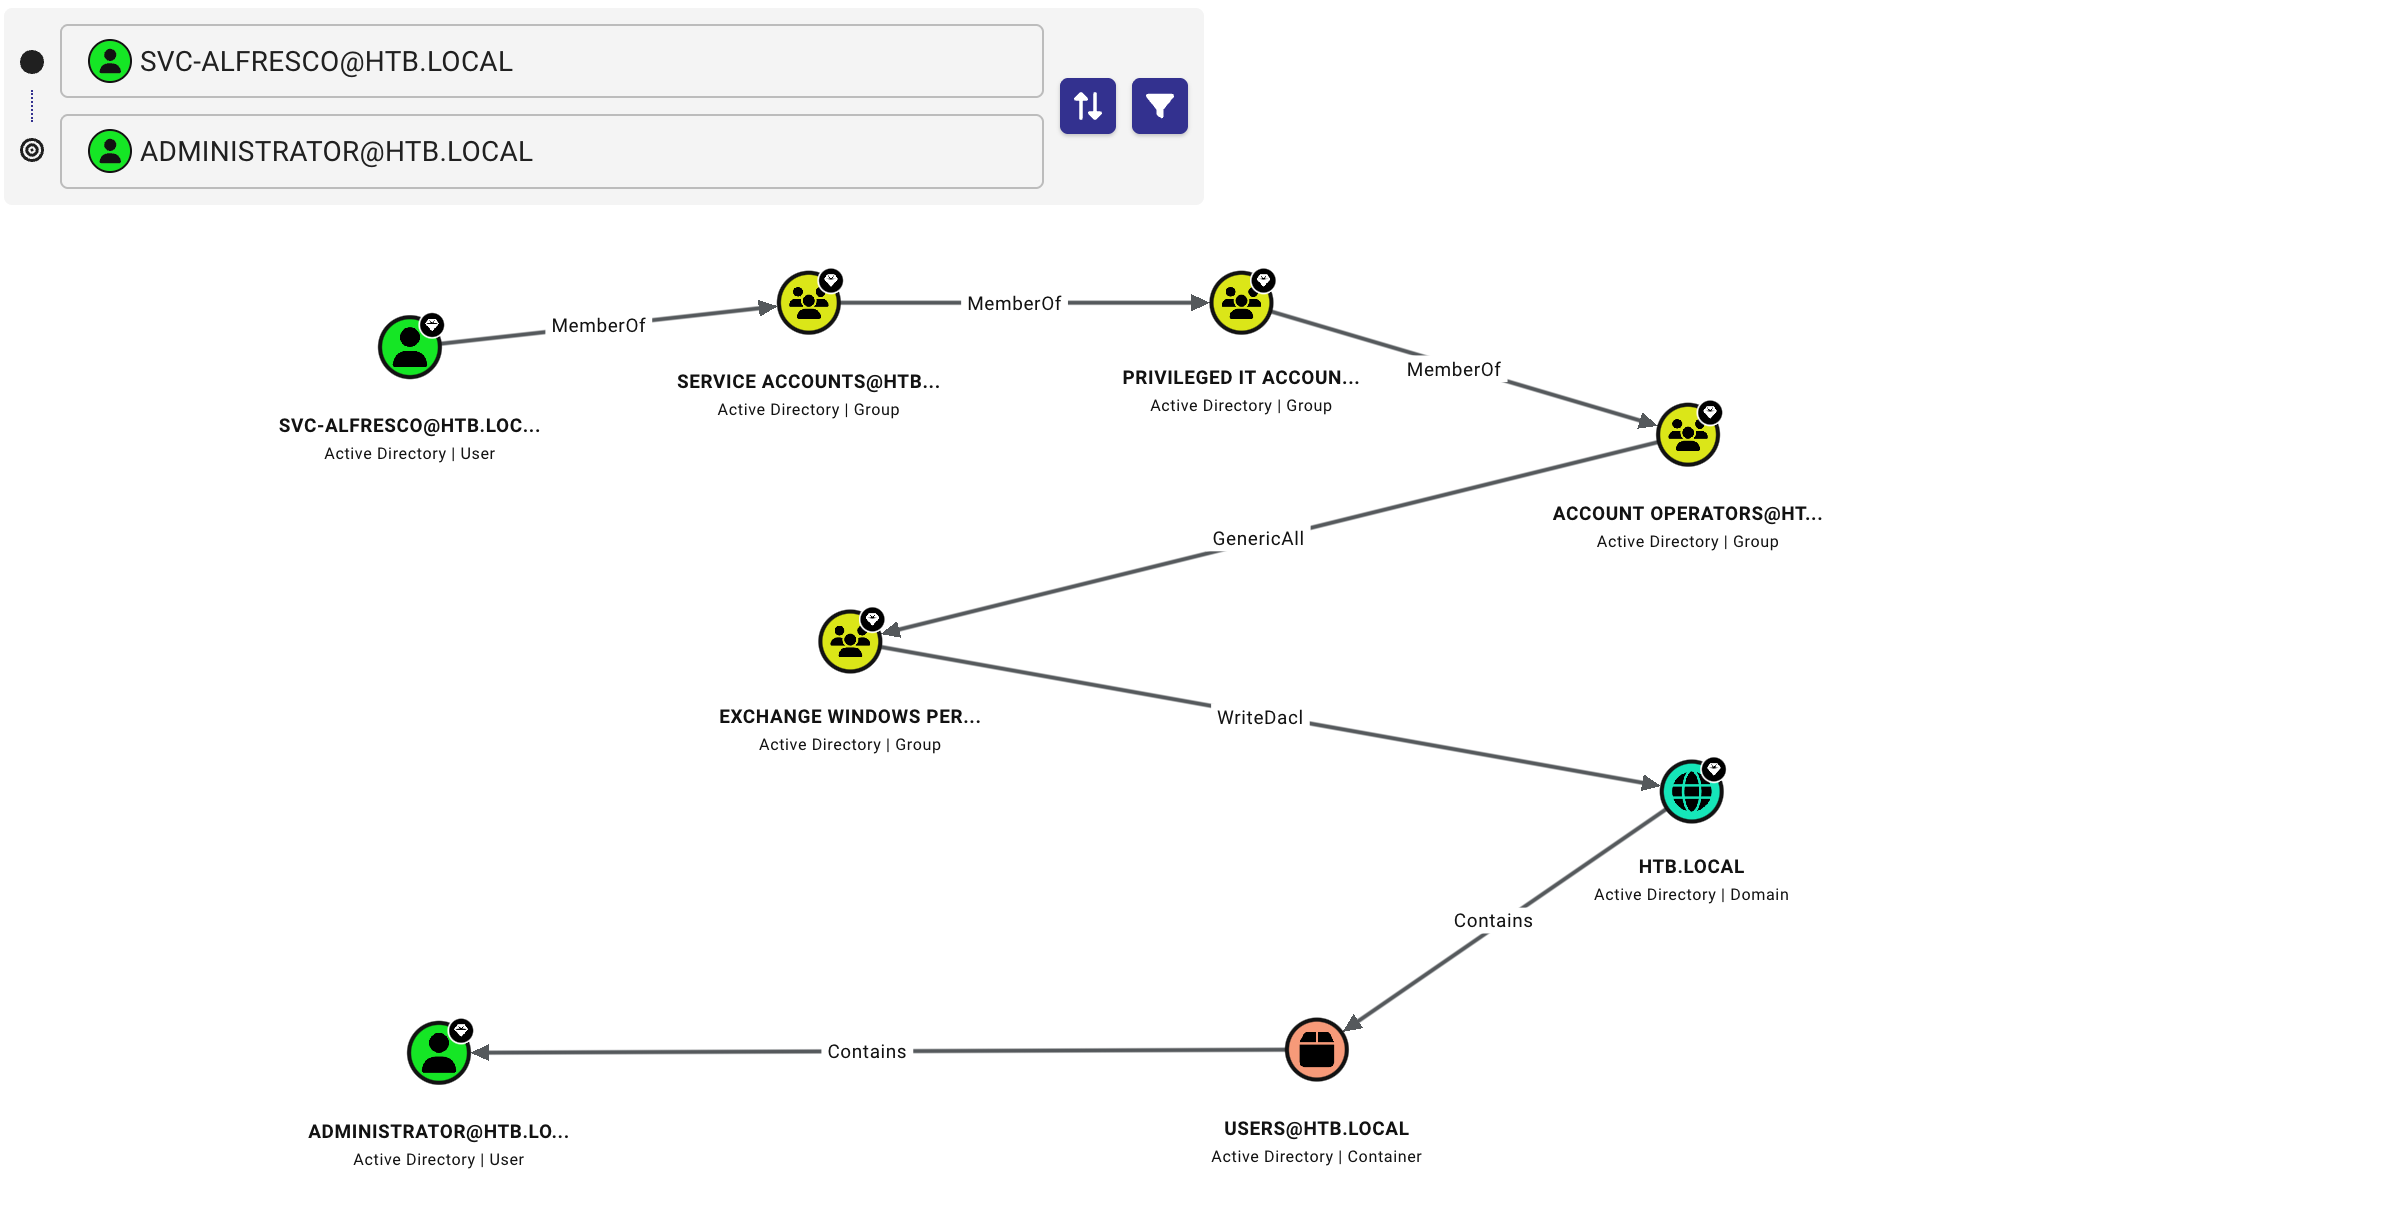 SVC-ALFRESCO@HTB.LOCAL
ADMINISTRATOR@HTB.LOCAL
MemberOf
MemberOf
MemberOf
SVC-ALFRESCO@HTB.LOC...
Active Directory | User
SERVICE ACCOUNTS@HTB...
Active Directory | Group
PRIVILEGED IT ACCOUN...
Active Directory | Group
ACCOUNT OPERATORS@HT...
Active Directory | Group
GenericAll
EXCHANGE WINDOWS PER...
Active Directory | Group
WriteDacl
HTB.LOCAL
Active Directory | Domain
Contains
Contains
USERS@HTB.LOCAL
Active Directory | Container
ADMINISTRATOR@HTB.LO...
Active Directory | User